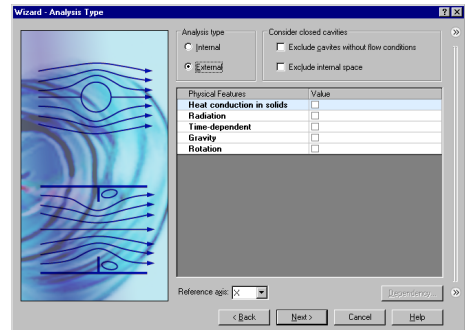 Wizard - Analysis Type
Analysis type
Internal
External
Consider closed cavities
Exclude cavites without flow conditions
Exclude internal space
Physical Features Value
Heat conduction in solids
Radiation
Time-dependent
Gravity
Rotation
Reference axis: X
Dependency...
< Back Next > Cancel Help